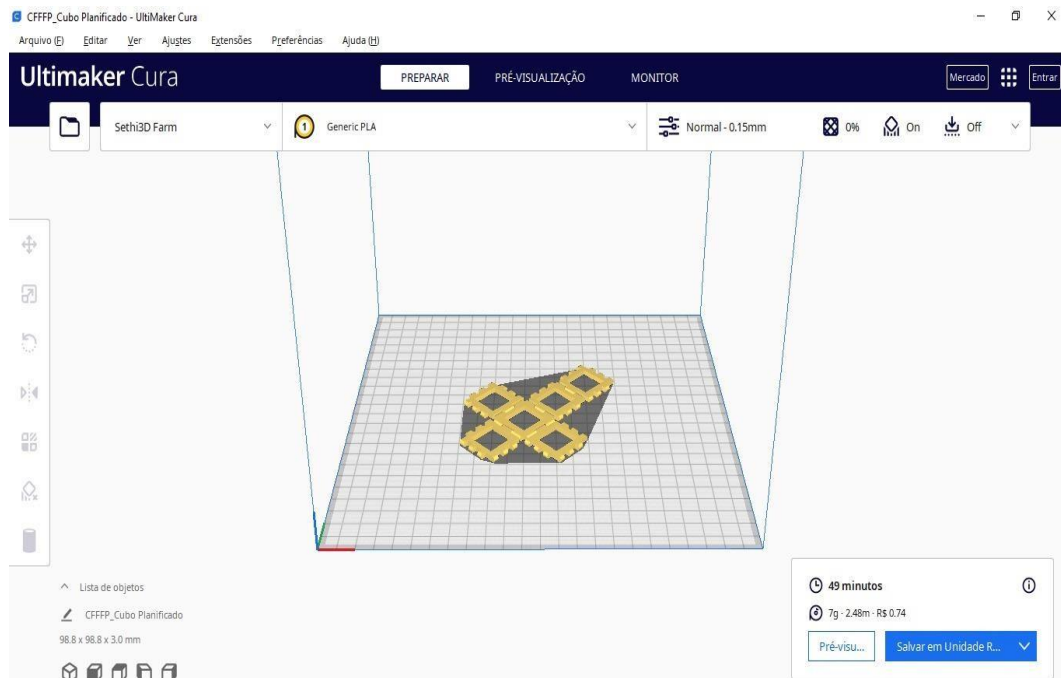 CFFFP_Cubo Planificado - UltiMaker Cura
Arquivo (F) Editar Ver Ajustes Extensões Preferências Ajuda (H)
Ultimaker Cura
PREPARAR PRÉ-VISUALIZAÇÃO MONITOR
Mercado Entrar
Sethi3D Farm
1 Generic PLA
Normal - 0.15mm 0% On Off
Lista de objetos
CFFFP_Cubo Planificado
98.8 x 98.8 x 3.0 mm
49 minutos
7g · 2.48m · R$ 0.74
Pré-visu... Salvar em Unidade R...